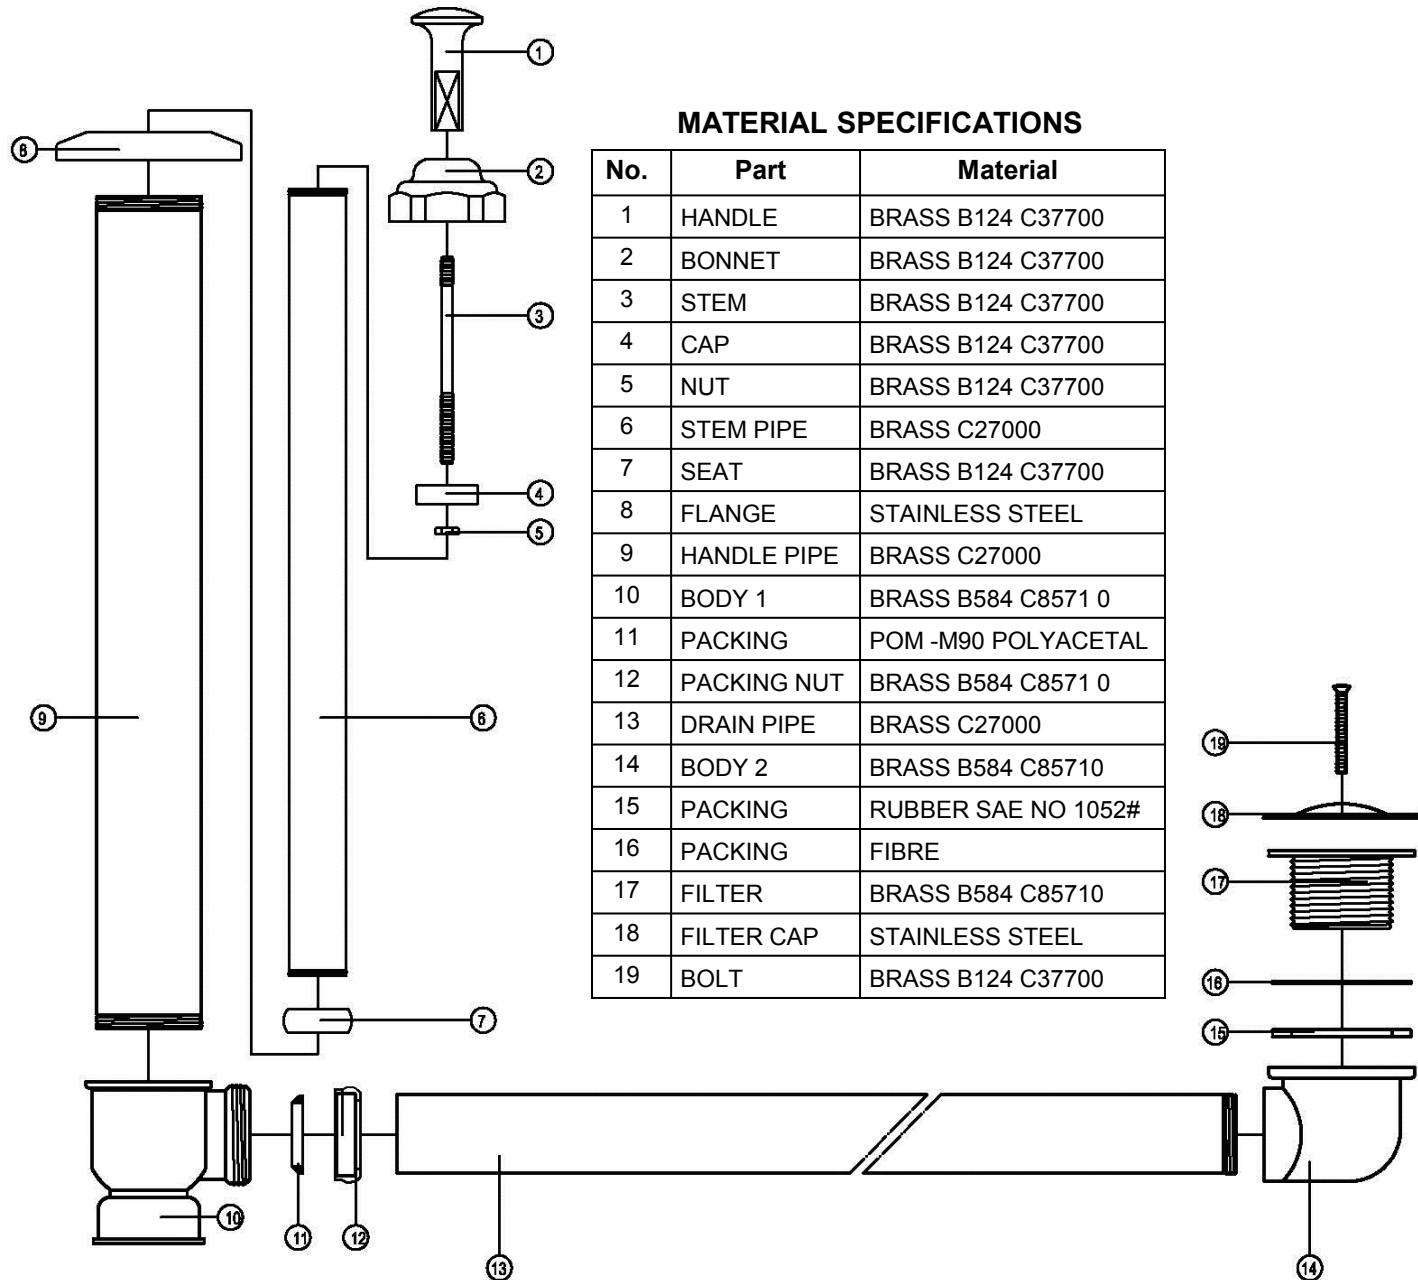 MATERIAL SPECIFICATIONS
No. Part Material
1 HANDLE BRASS B124 C37700
2 BONNET BRASS B124 C37700
3 STEM BRASS B124 C37700
4 CAP BRASS B124 C37700
5 NUT BRASS B124 C37700
6 STEM PIPE BRASS C27000
7 SEAT BRASS B124 C37700
8 FLANGE STAINLESS STEEL
9 HANDLE PIPE BRASS C27000
10 BODY 1 BRASS B584 C8571 0
11 PACKING POM -M90 POLYACETAL
12 PACKING NUT BRASS B584 C8571 0
13 DRAIN PIPE BRASS C27000
14 BODY 2 BRASS B584 C85710
15 PACKING RUBBER SAE NO 1052#
16 PACKING FIBRE
17 FILTER BRASS B584 C85710
18 FILTER CAP STAINLESS STEEL
19 BOLT BRASS B124 C37700
1
2
3
4
5
6
7
8
9
10
11
12
13
14
15
16
17
18
19